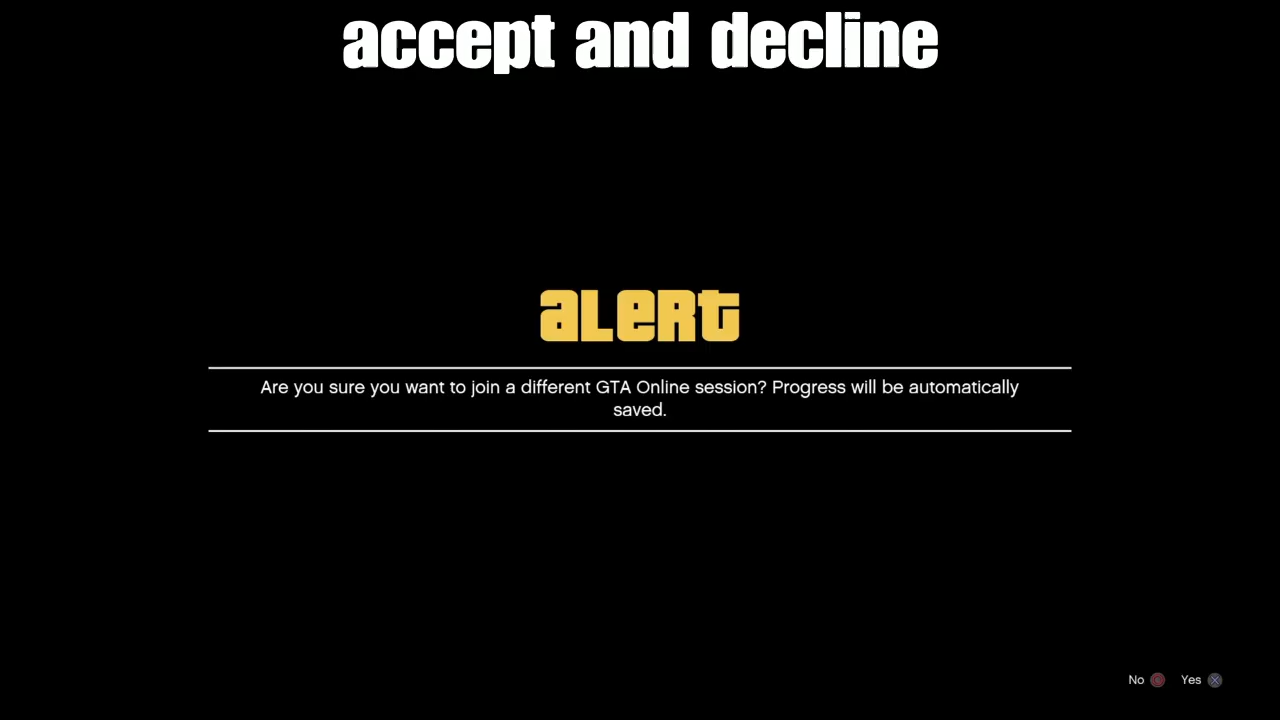 accept and decline
alert
Are you sure you want to join a different GTA Online session? Progress will be automatically
saved.
No Yes